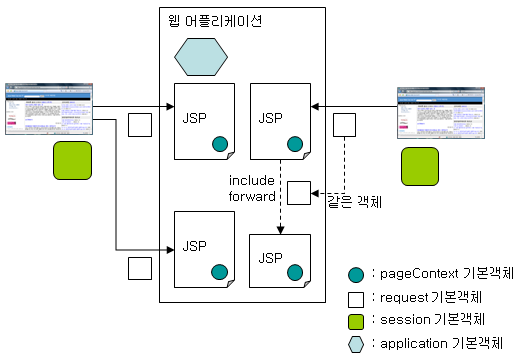 웹 어플리케이션
JSP
JSP
include
forward
같은 객체
JSP
JSP
: pageContext 기본객체
: request 기본객체
: session 기본객체
: application 기본객체